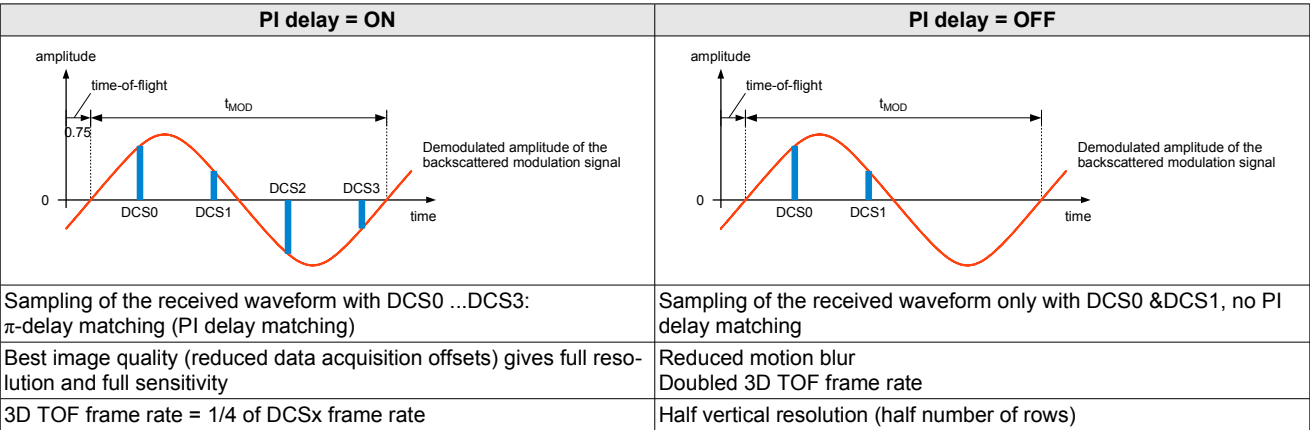 PI delay = ON
PI delay = OFF
amplitude
time-of-flight
tMOD
0.75
Demodulated amplitude of the
backscattered modulation signal
DCS2
DCS3
0
DCS0
DCS1
time
amplitude
time-of-flight
tMOD
Demodulated amplitude of the
backscattered modulation signal
0
DCS0
DCS1
time
Sampling of the received waveform with DCS0 ...DCS3:
π-delay matching (PI delay matching)
Sampling of the received waveform only with DCS0 &DCS1, no PI
delay matching
Best image quality (reduced data acquisition offsets) gives full reso-
lution and full sensitivity
Reduced motion blur
Doubled 3D TOF frame rate
3D TOF frame rate = 1/4 of DCSx frame rate
Half vertical resolution (half number of rows)